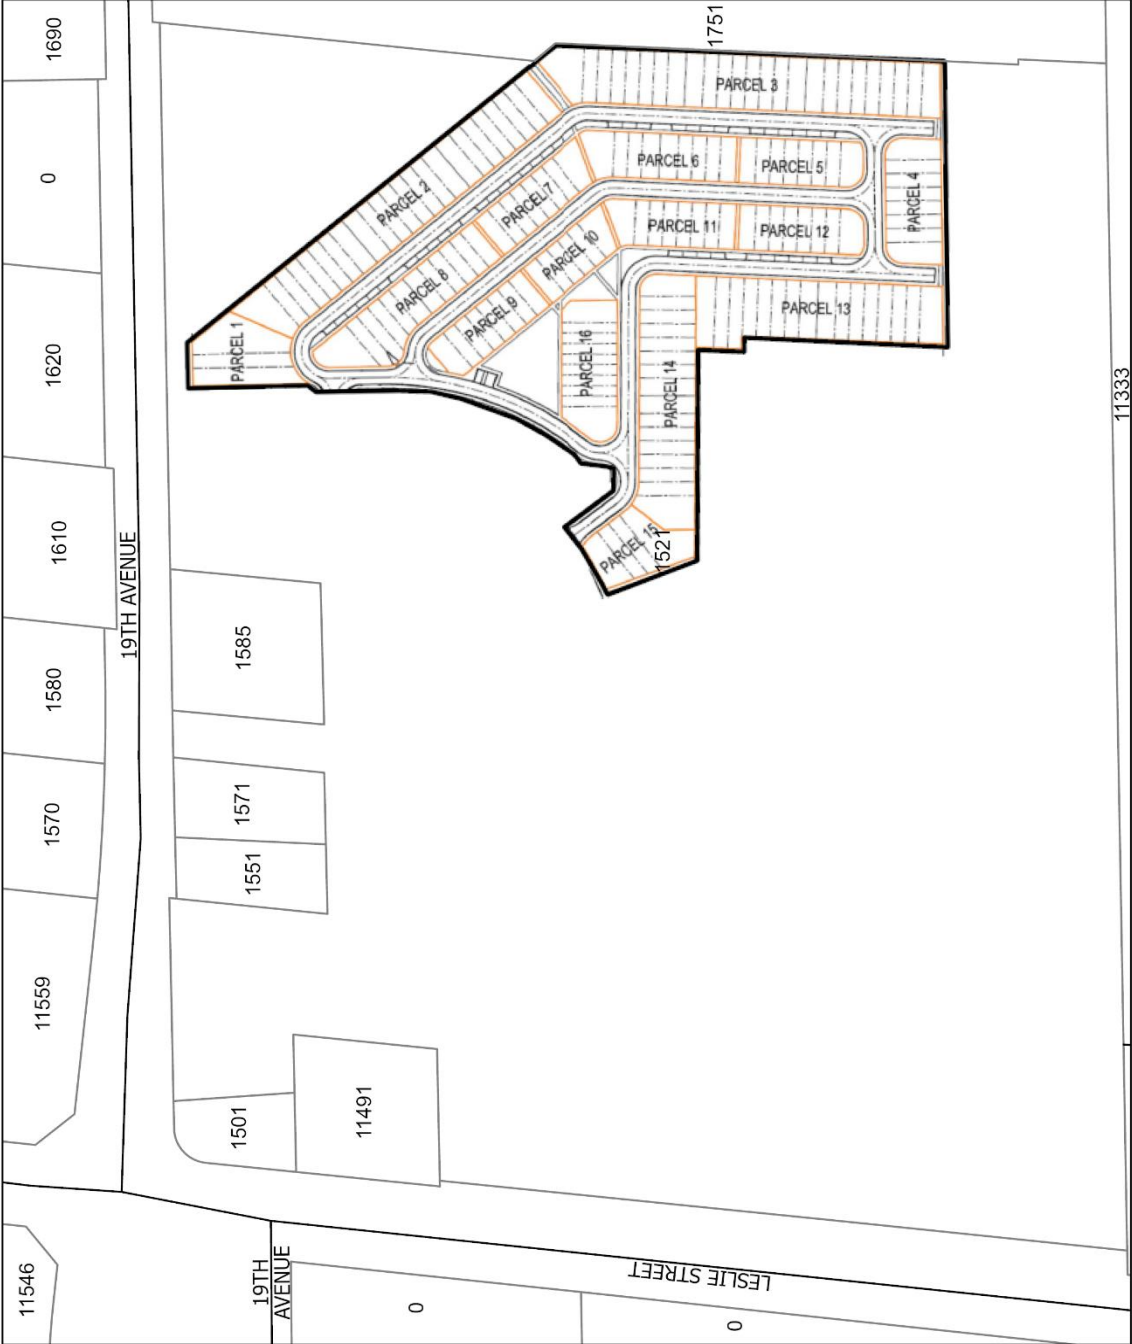 1690
0
1620
1610
1580
1570
11559
11546
19TH AVENUE
19TH
AVENUE
LESLIE STREET
1751
11333
1585
1571
1551
1501
11491
0
0
1521
PARCEL 1
PARCEL 2
PARCEL 3
PARCEL 4
PARCEL 5
PARCEL 6
PARCEL 7
PARCEL 8
PARCEL 9
PARCEL 10
PARCEL 11
PARCEL 12
PARCEL 13
PARCEL 14
PARCEL 15
PARCEL 16